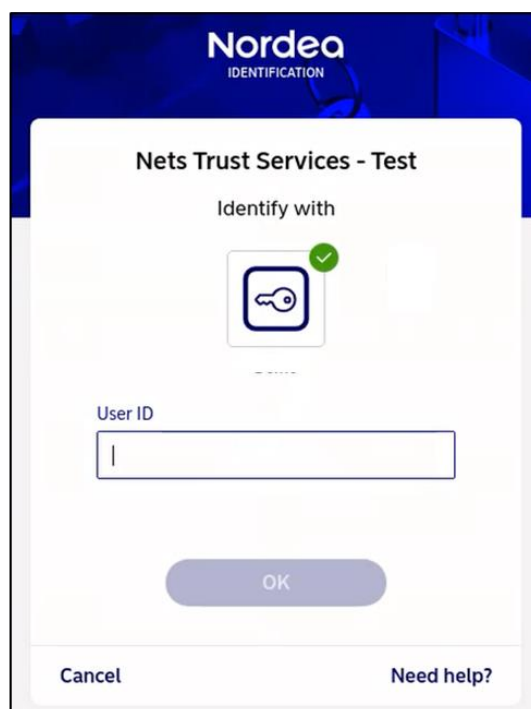 Nordea
IDENTIFICATION
Nets Trust Services - Test
Identify with
User ID
OK
Cancel
Need help?